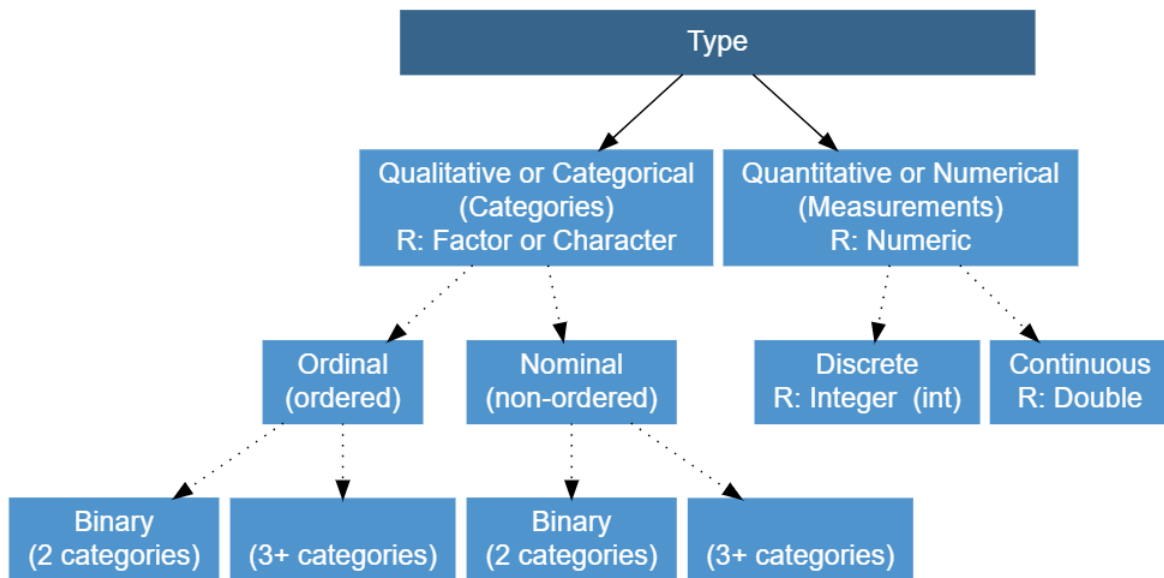 Type
Qualitative or Categorical
(Categories)
R: Factor or Character
Quantitative or Numerical
(Measurements)
R: Numeric
Ordinal
(ordered)
Nominal
(non-ordered)
Discrete
R: Integer  (int)
Continuous
R: Double
Binary
(2 categories)
(3+ categories)
Binary
(2 categories)
(3+ categories)